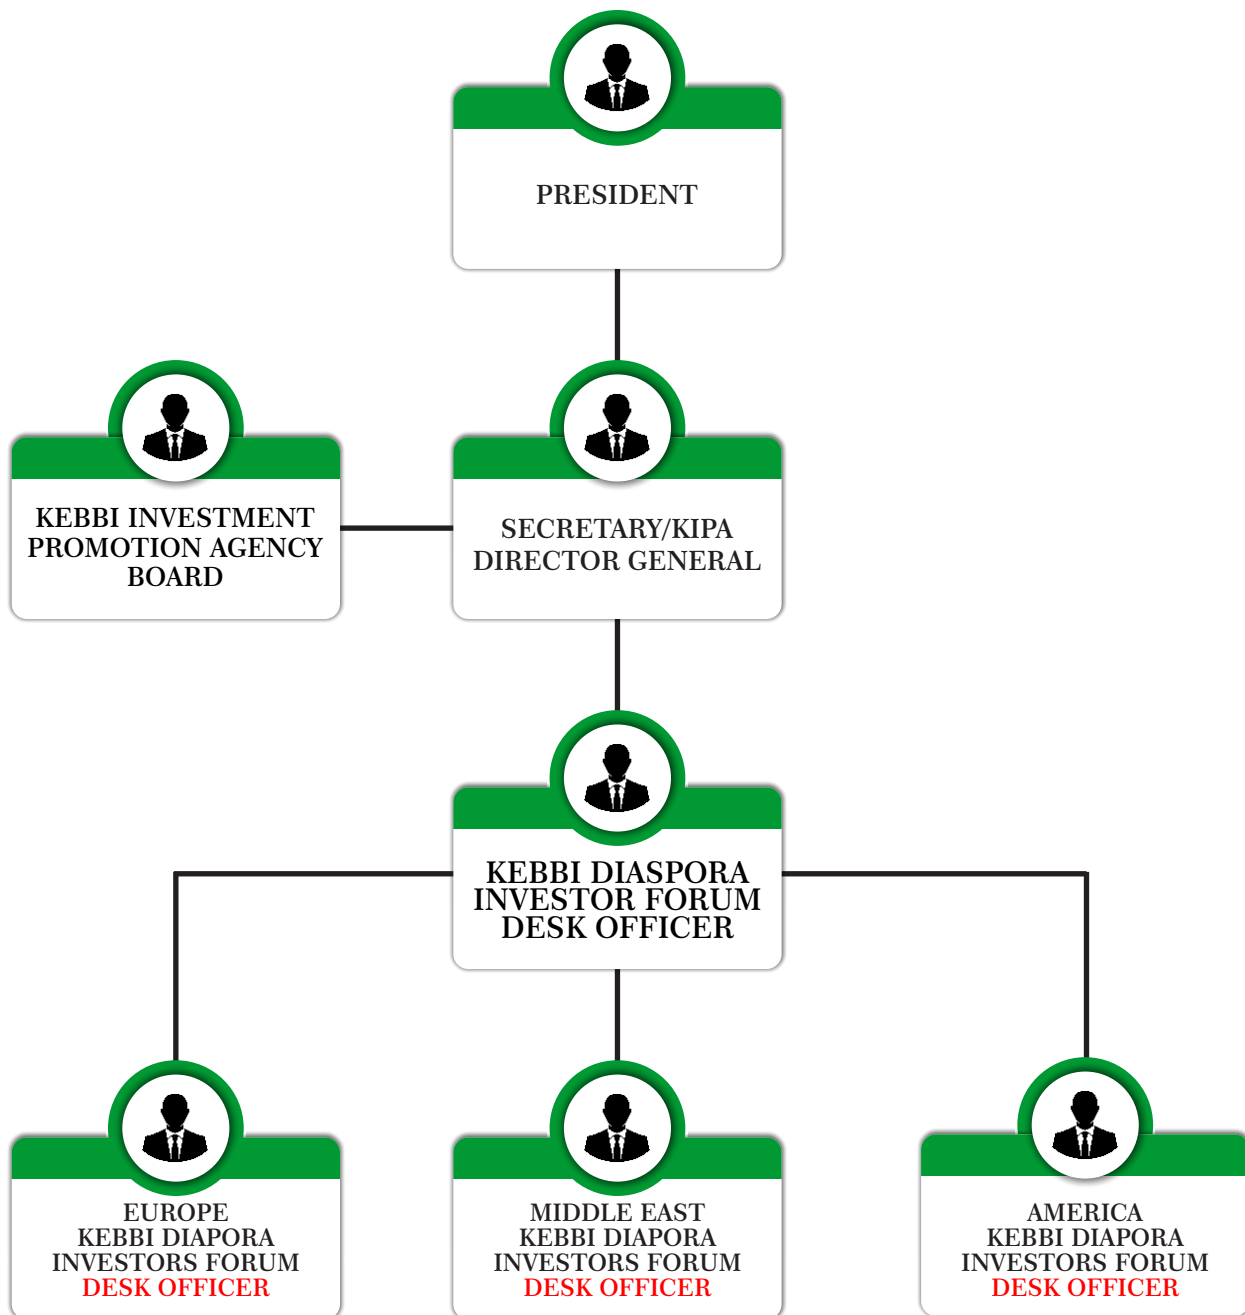 PRESIDENT
KEBBI INVESTMENT
PROMOTION AGENCY
BOARD
SECRETARY/KIPA
DIRECTOR GENERAL
KEBBI DIASPORA
INVESTOR FORUM
DESK OFFICER
EUROPE
KEBBI DIAPORA
INVESTORS FORUM
DESK OFFICER
MIDDLE EAST
KEBBI DIAPORA
INVESTORS FORUM
DESK OFFICER
AMERICA
KEBBI DIAPORA
INVESTORS FORUM
DESK OFFICER